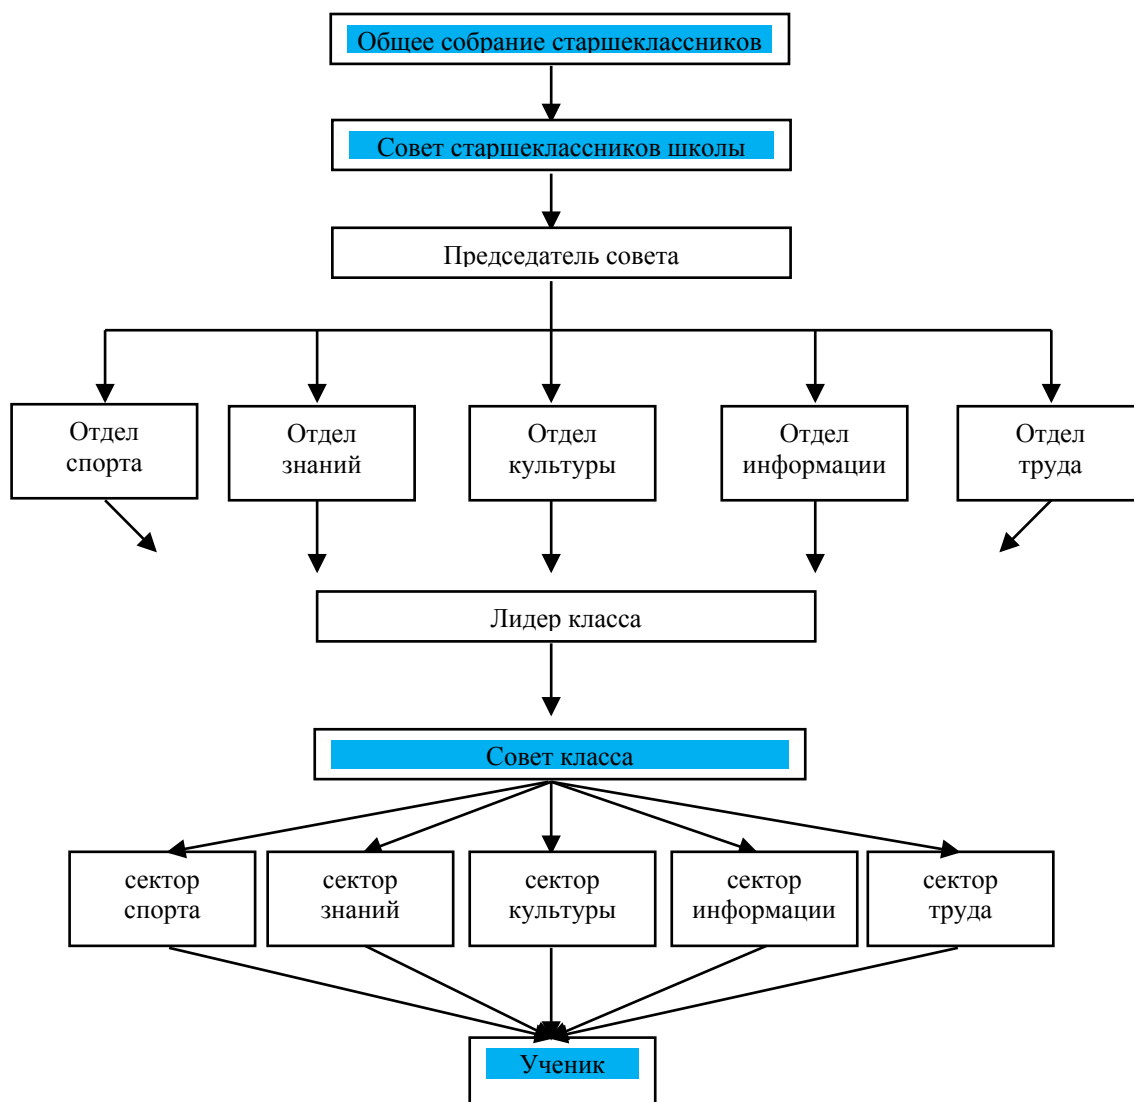 Общее собрание старшеклассников
Совет старшеклассников школы
Председатель совета
Отдел
спорта
Отдел
знаний
Отдел
культуры
Отдел
информации
Отдел
труда
Лидер класса
Совет класса
сектор
спорта
сектор
знаний
сектор
культуры
сектор
информации
сектор
труда
Ученик